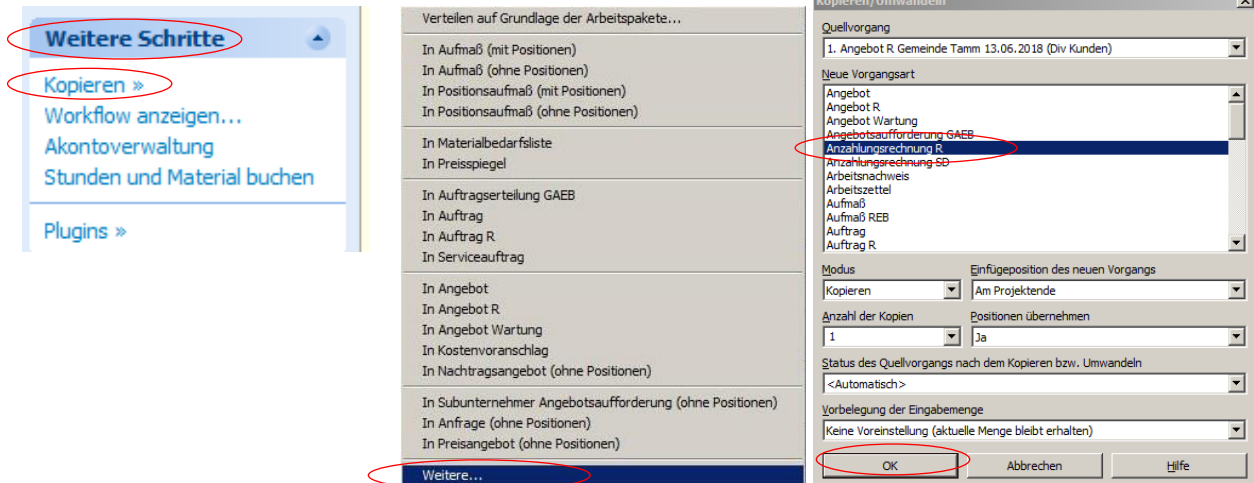 Weitere Schritte
Kopieren »
Workflow anzeigen...
Akontoverwaltung
Stunden und Material buchen
Plugins »
Verteilen auf Grundlage der Arbeitspakete...
In Aufmaß (mit Positionen)
In Aufmaß (ohne Positionen)
In Positionsaufmaß (mit Positionen)
In Positionsaufmaß (ohne Positionen)
In Materialbedarfsliste
In Preisspiegel
In Auftragserteilung GAEB
In Auftrag
In Auftrag R
In Serviceauftrag
In Angebot
In Angebot R
In Angebot Wartung
In Kostenvoranschlag
In Nachtragsangebot (ohne Positionen)
In Subunternehmer Angebotsaufforderung (ohne Positionen)
In Anfrage (ohne Positionen)
In Preisangebot (ohne Positionen)
Weitere...
Kopieren/Umwandeln
Quellvorgang
1. Angebot R Gemeinde Tamm 13.06.2018 (Div Kunden)
Neue Vorgangsart
Angebot
Angebot R
Angebot Wartung
Angebotsaufforderung GAEB
Anzahlungsrechnung R
Anzahlungsrechnung SD
Arbeitsnachweis
Arbeitszettel
Aufmaß
Aufmaß REB
Auftrag
Auftrag R
Modus Einfügeposition des neuen Vorgangs
Kopieren Am Projektende
Anzahl der Kopien Positionen übernehmen
1 Ja
Status des Quellvorgangs nach dem Kopieren bzw. Umwandeln
<Automatisch>
Vorbelegung der Eingabemenge
Keine Voreinstellung (aktuelle Menge bleibt erhalten)
OK Abbrechen Hilfe